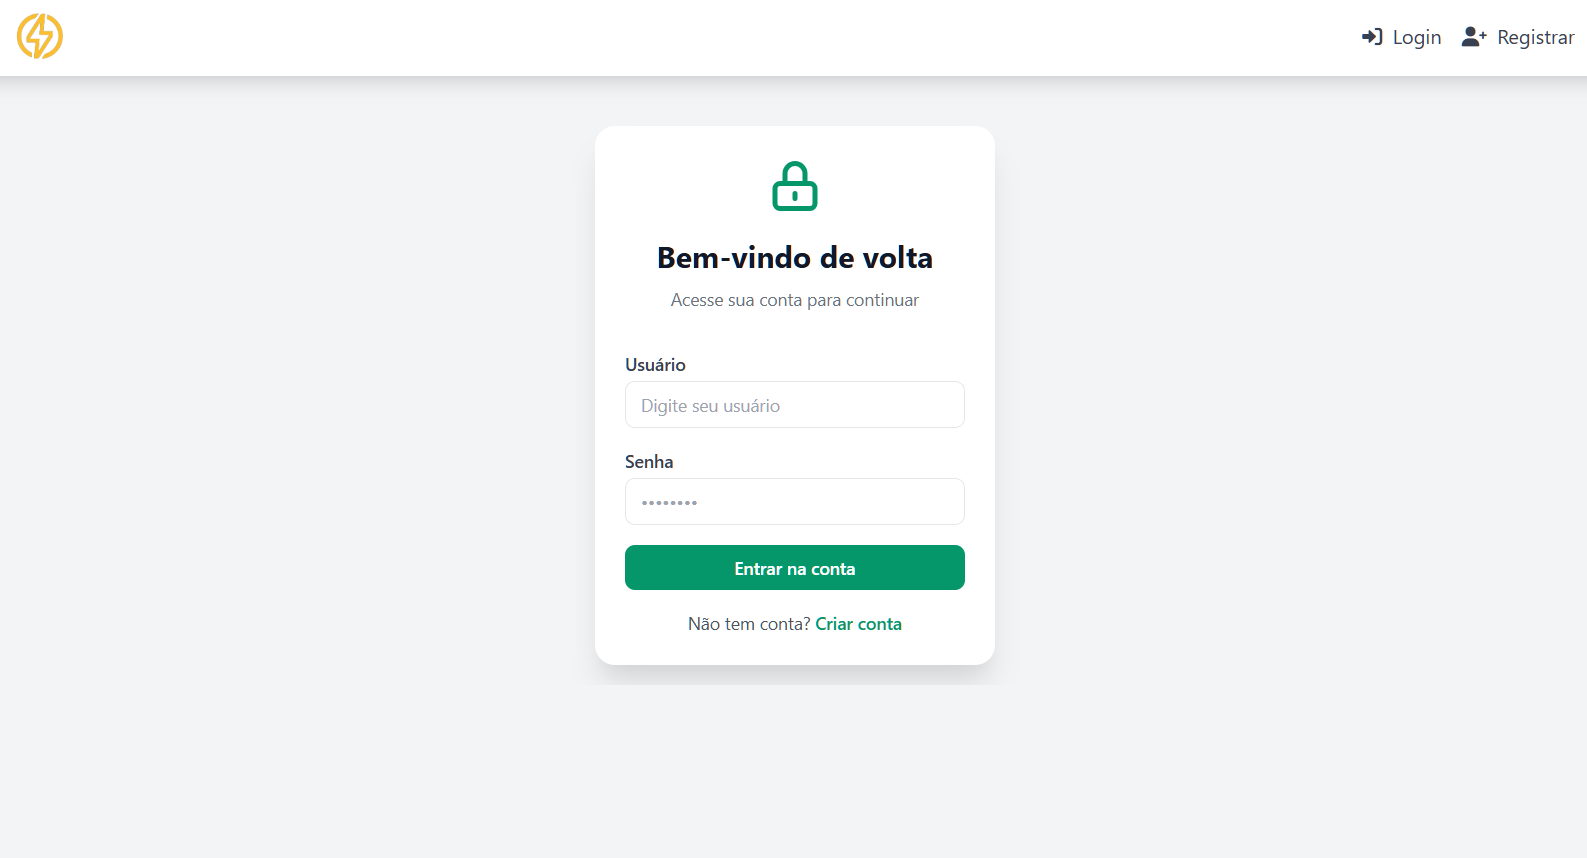 Login Registrar
Bem-vindo de volta
Acesse sua conta para continuar
Usuário
Digite seu usuário
Senha
••••••••
Entrar na conta
Não tem conta? Criar conta